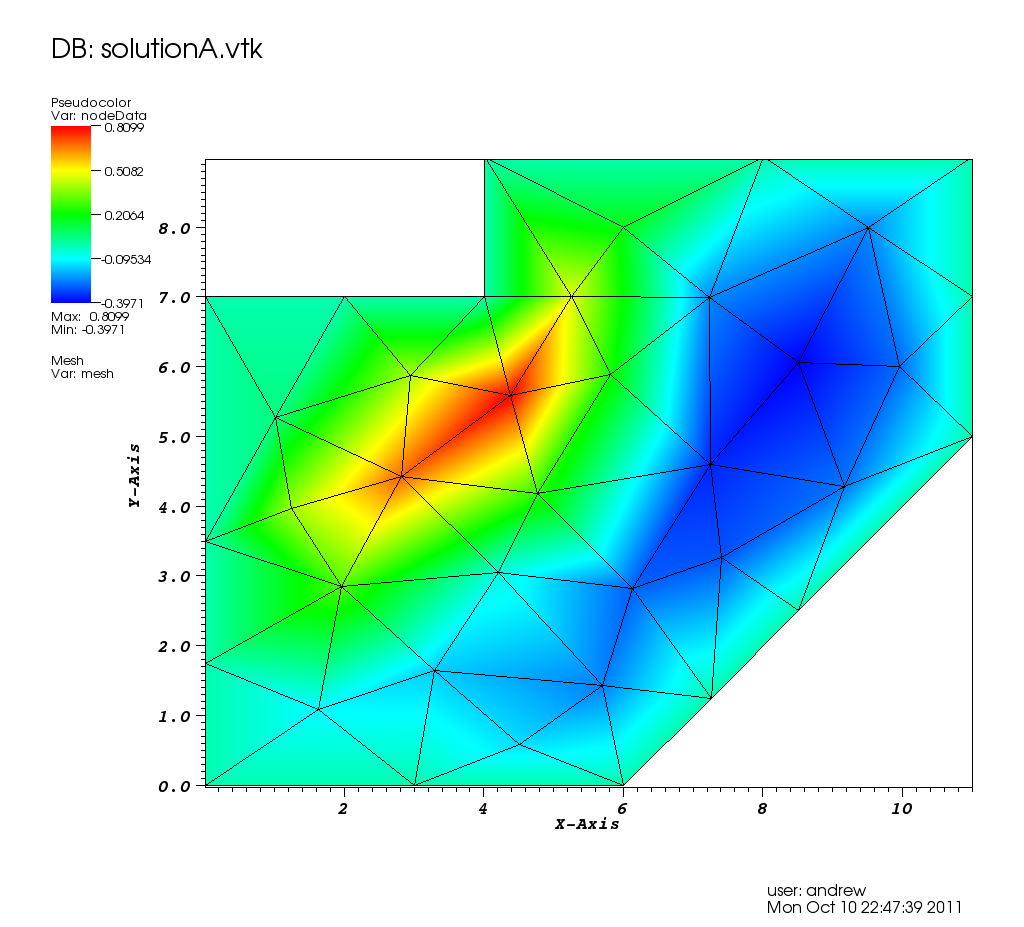 DB: solutionA.vtk
Pseudocolor
Var: nodeData
0.8099
0.5082
0.2064
-0.09534
-0.3971
Max: 0.8099
Min: -0.3971
Mesh
Var: mesh
8.0
7.0
6.0
5.0
4.0
3.0
2.0
1.0
0.0
Y-Axis
2 4 6 8 10
X-Axis
user: andrew
Mon Oct 10 22:47:39 2011